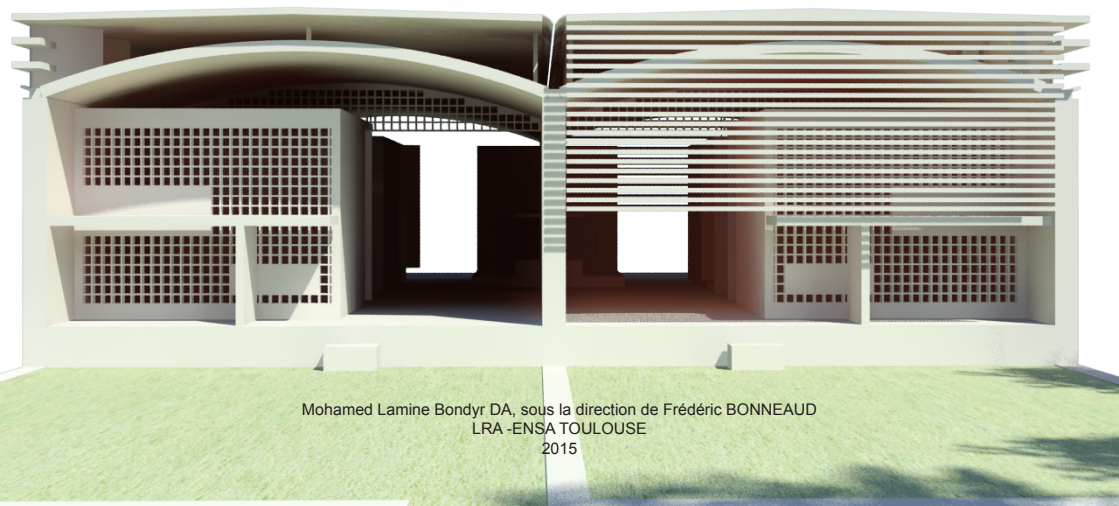 Mohamed Lamine Bondyr DA, sous la direction de Frédéric BONNEAUD
LRA -ENSA TOULOUSE
2015